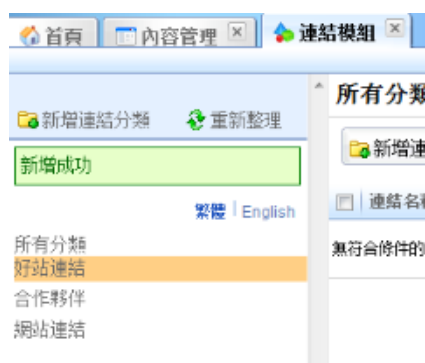 首頁 內容管理 連結模組
新增連結分類 重新整理
新增成功
繁體 English
所有分類
好站連結
合作夥伴
網站連結
所有分類
新增連
連結名稱
無符合條件的